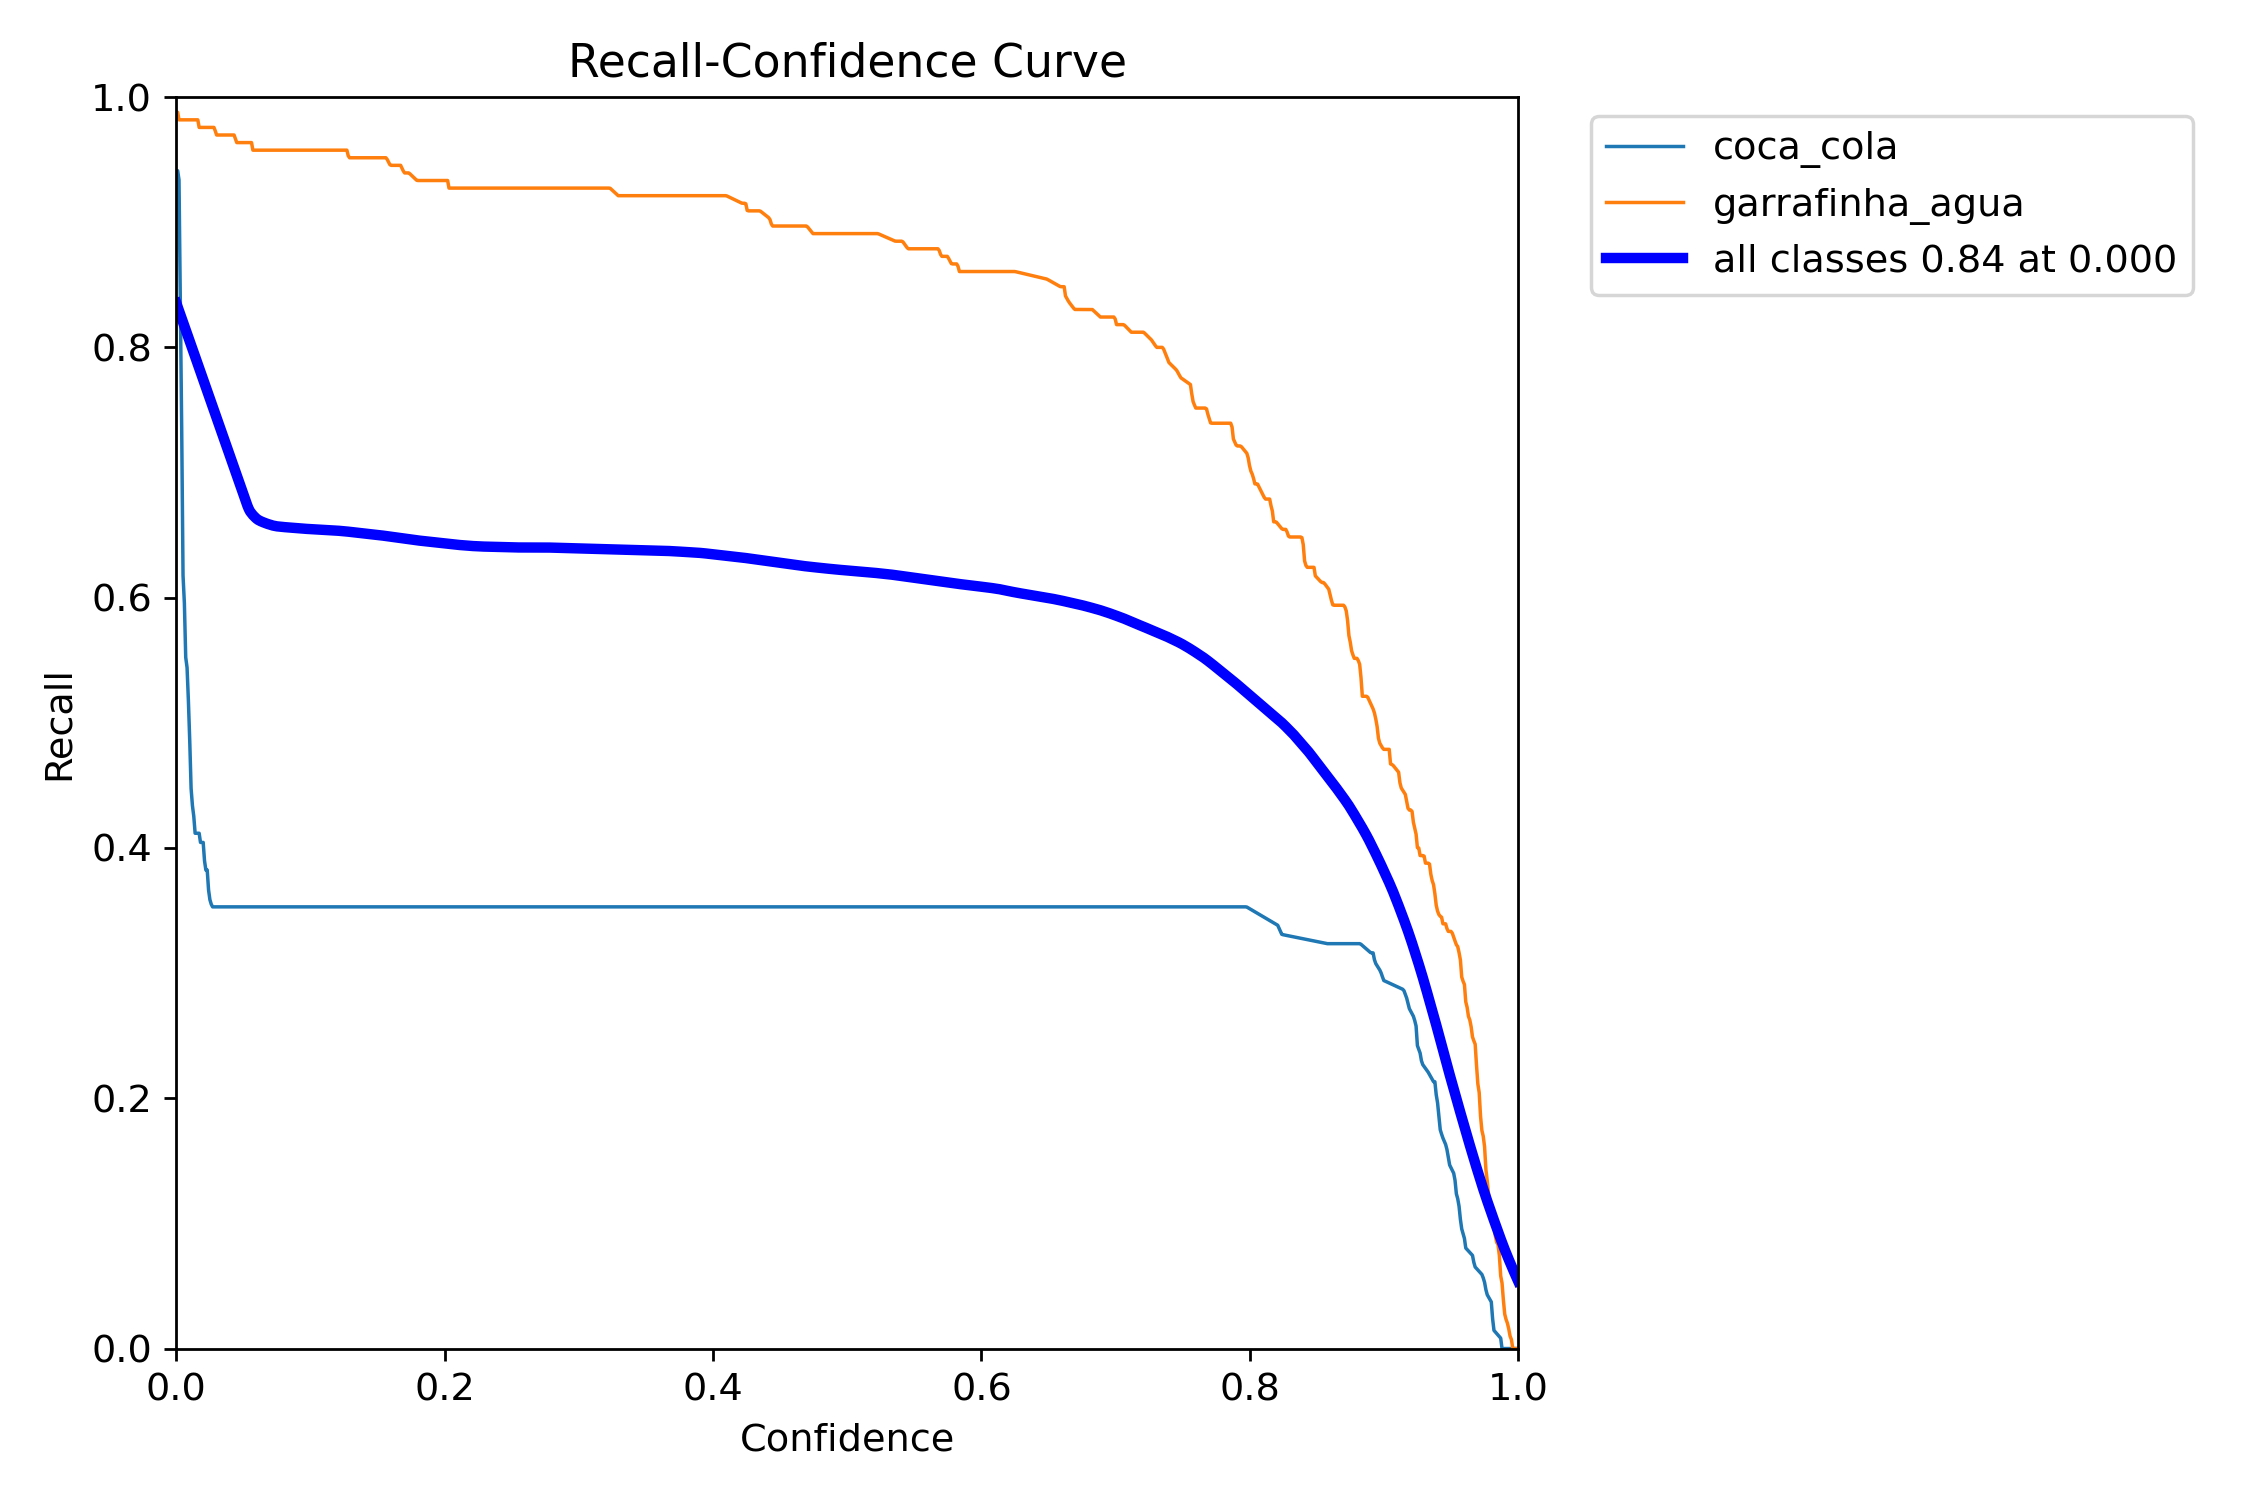 Recall-Confidence Curve
1.0
0.8
0.6
0.4
0.2
0.0
Recall
0.0 0.2 0.4 0.6 0.8 1.0
Confidence
coca_cola
garrafinha_agua
all classes 0.84 at 0.000